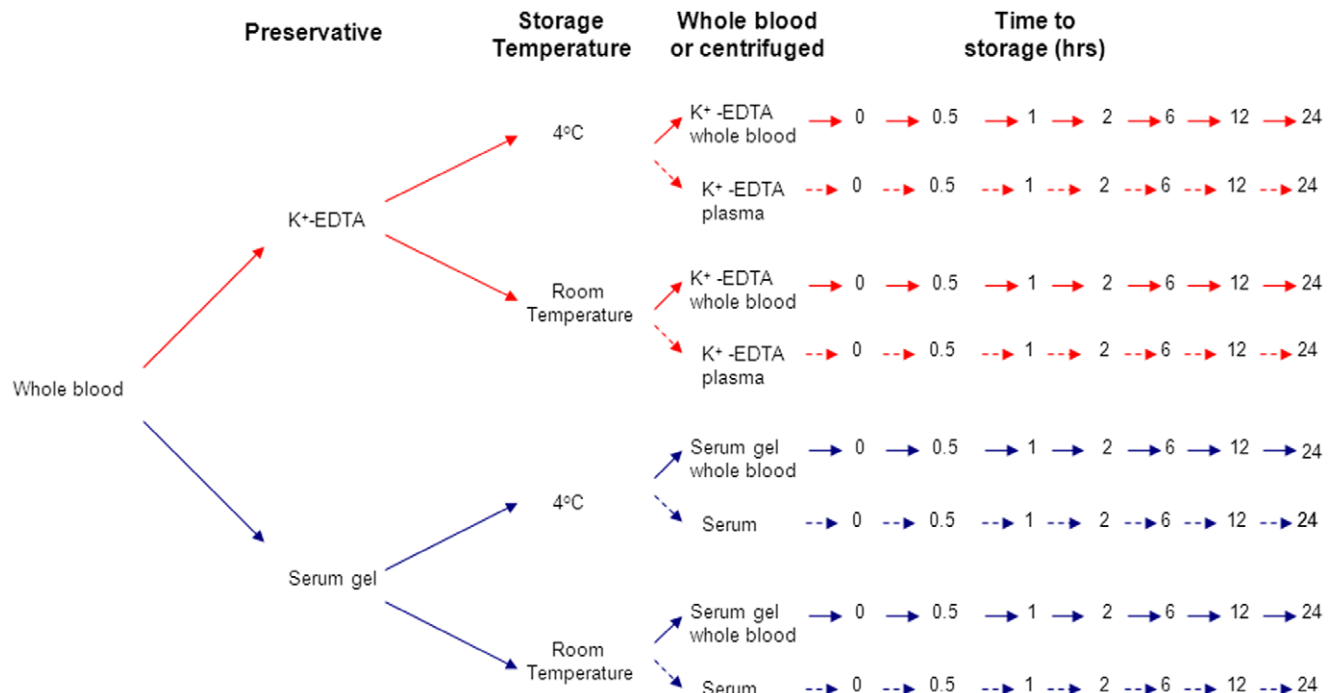 Preservative
Storage
Temperature
Whole blood
or centrifuged
Time to
storage (hrs)
Whole blood
K⁺-EDTA
4°C
K⁺ -EDTA
whole blood
0 0.5 1 2 6 12 24
K⁺ -EDTA
plasma
0 0.5 1 2 6 12 24
Room
Temperature
K⁺ -EDTA
whole blood
0 0.5 1 2 6 12 24
K⁺ -EDTA
plasma
0 0.5 1 2 6 12 24
Serum gel
4°C
Serum gel
whole blood
0 0.5 1 2 6 12 24
Serum
0 0.5 1 2 6 12 24
Room
Temperature
Serum gel
whole blood
0 0.5 1 2 6 12 24
Serum
0 0.5 1 2 6 12 24